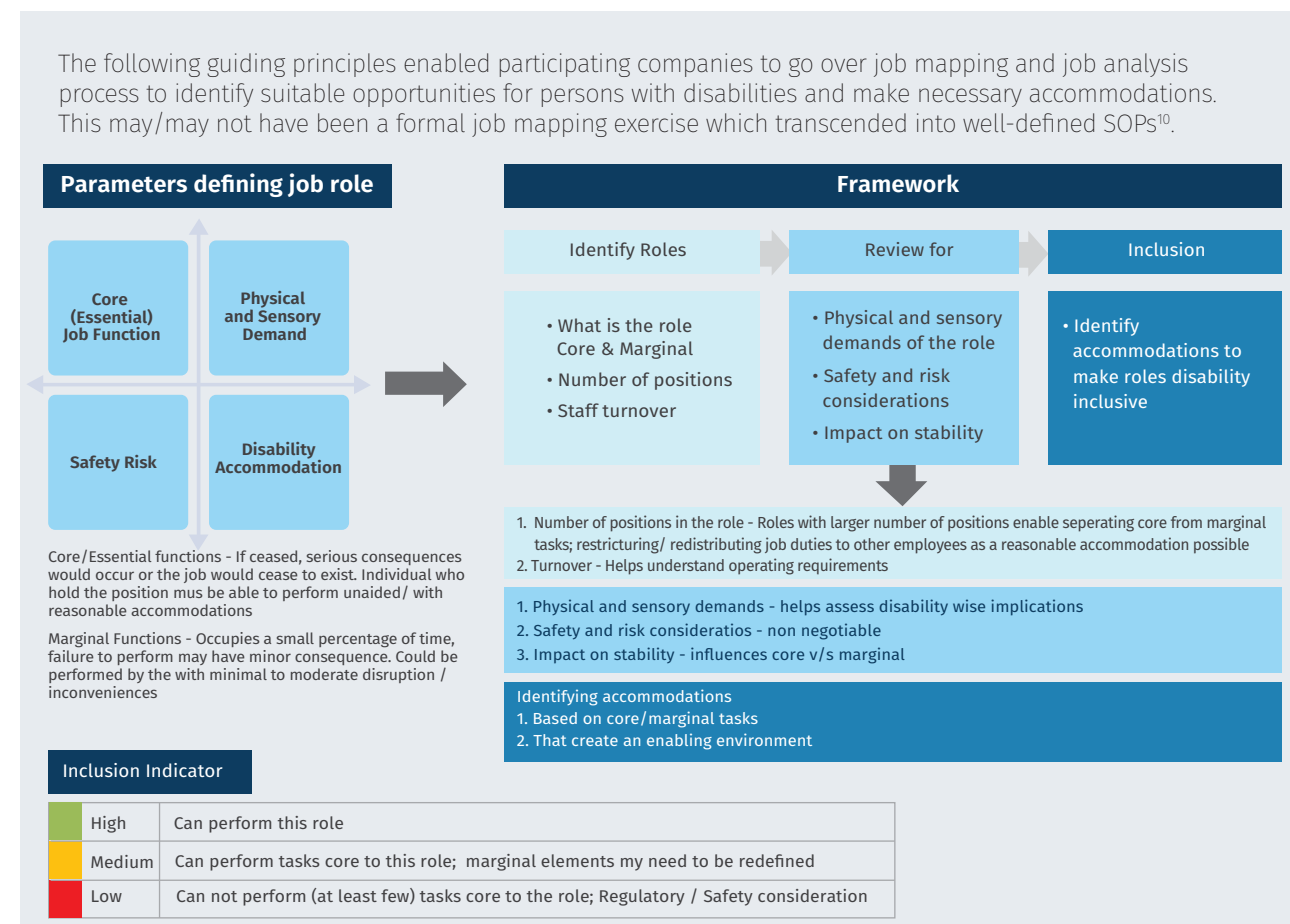 The following guiding principles enabled participating companies to go over job mapping and job analysis
process to identify suitable opportunities for persons with disabilities and make necessary accommodations.
This may/may not have been a formal job mapping exercise which transcended into well-defined SOPs¹⁰.
Parameters defining job role
Core
(Essential)
Job Function
Physical
and Sensory
Demand
Safety Risk
Disability
Accommodation
Core/Essential functions - If ceased, serious consequences
would occur or the job would cease to exist. Individual who
hold the position mus be able to perform unaided/ with
reasonable accommodations
Marginal Functions - Occupies a small percentage of time,
failure to perform may have minor consequence. Could be
performed by the with minimal to moderate disruption /
inconveniences
Framework
Identify Roles
Review for
Inclusion
• What is the role
Core & Marginal
• Number of positions
• Staff turnover
• Physical and sensory
demands of the role
• Safety and risk
considerations
• Impact on stability
• Identify
accommodations to
make roles disability
inclusive
1. Number of positions in the role - Roles with larger number of positions enable seperating core from marginal
tasks; restricturing/ redistributing job duties to other employees as a reasonable accommodation possible
2. Turnover - Helps understand operating requirements
1. Physical and sensory demands - helps assess disability wise implications
2. Safety and risk consideratios - non negotiable
3. Impact on stability - influences core v/s marginal
Identifying accommodations
1. Based on core/marginal tasks
2. That create an enabling environment
Inclusion Indicator
High Can perform this role
Medium Can perform tasks core to this role; marginal elements my need to be redefined
Low Can not perform (at least few) tasks core to the role; Regulatory / Safety consideration